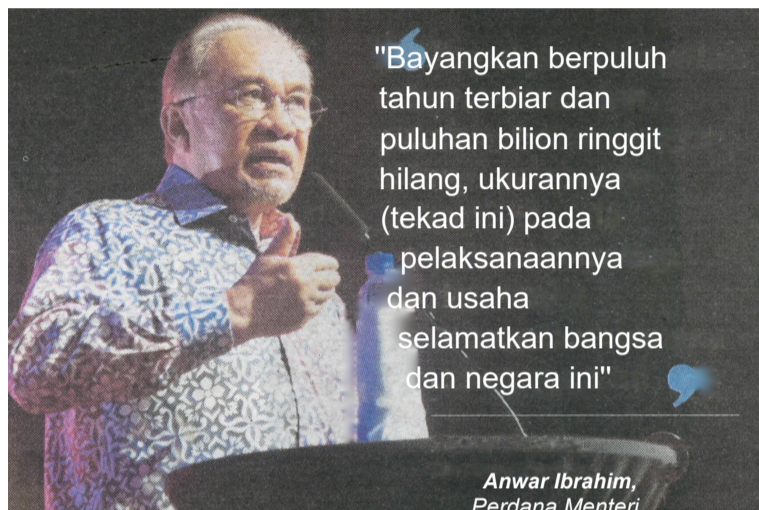 "Bayangkan berpuluh
tahun terbiar dan
puluhan bilion ringgit
hilang, ukurannya
(tekad ini) pada
pelaksanaannya
dan usaha
selamatkan bangsa
dan negara ini"
Anwar Ibrahim,
Perdana Menteri